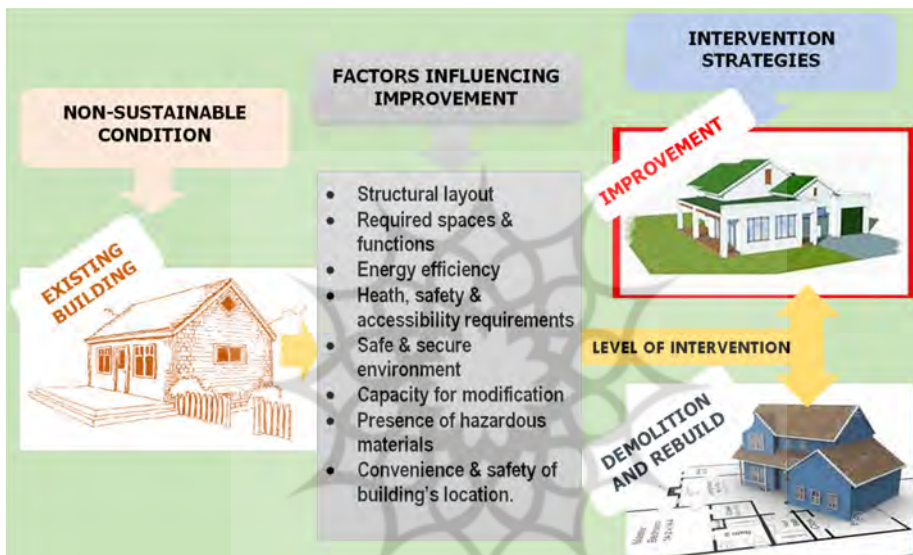 NON-SUSTAINABLE
CONDITION
EXISTING
BUILDING
FACTORS INFLUENCING
IMPROVEMENT
• Structural layout
• Required spaces &
functions
• Energy efficiency
• Heath, safety &
accessibility requirements
• Safe & secure
environment
• Capacity for modification
• Presence of hazardous
materials
• Convenience & safety of
building's location.
INTERVENTION
STRATEGIES
IMPROVEMENT
LEVEL OF INTERVENTION
DEMOLITION
AND REBUILD